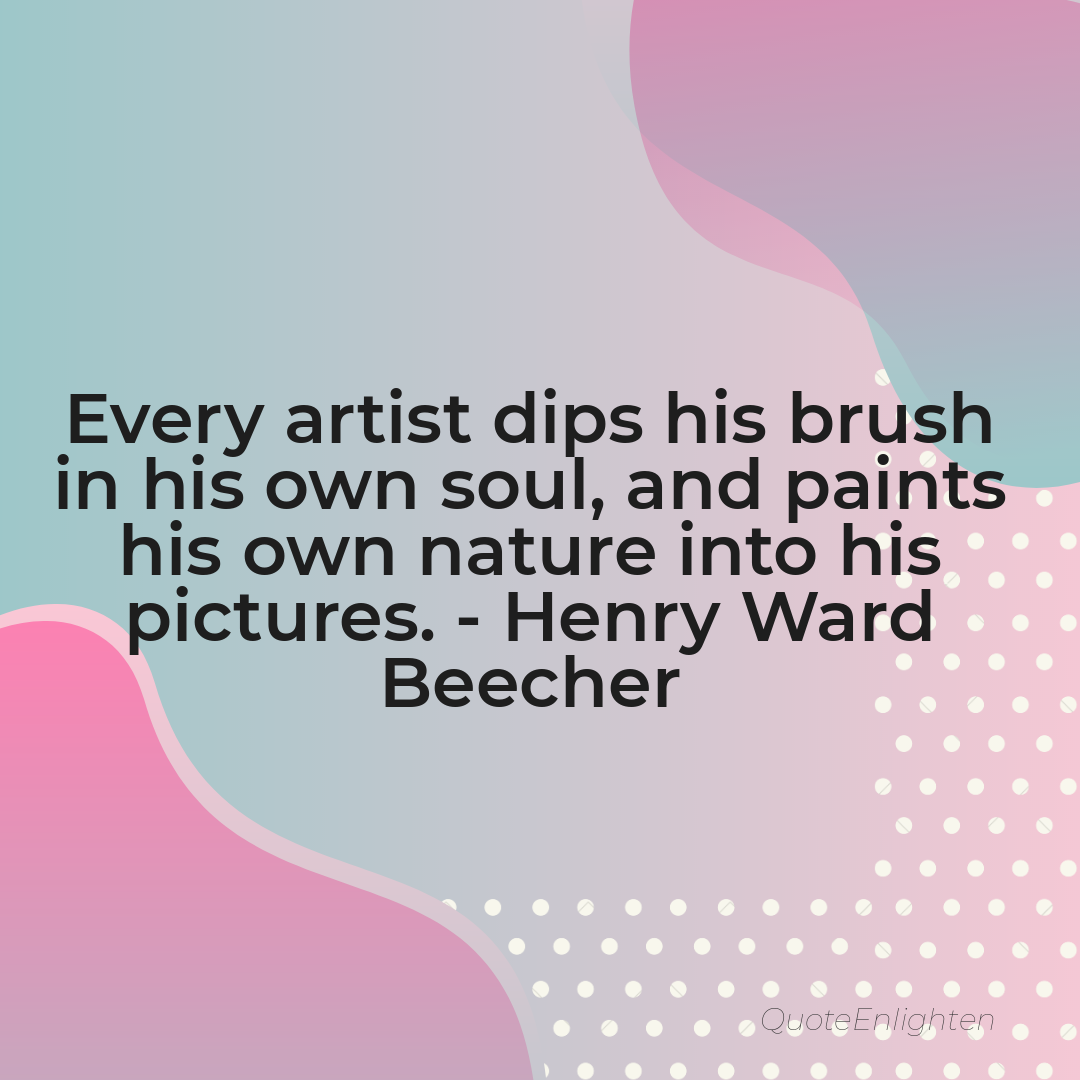 Every artist dips his brush
in his own soul, and paints
his own nature into his
pictures. - Henry Ward
Beecher
QuoteEnlighten